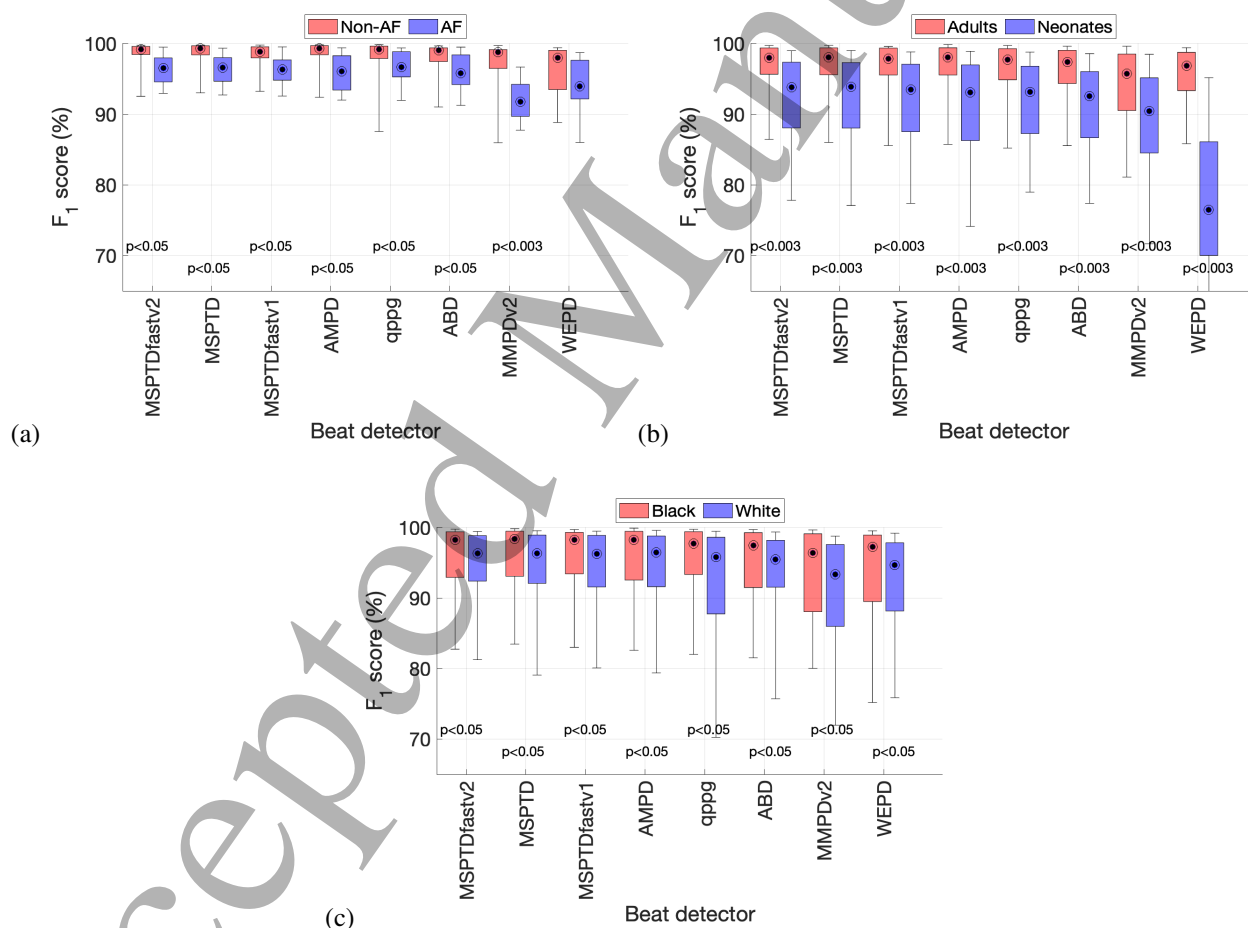 Non-AF AF
100
90
80
70
F1 score (%)
p<0.05 p<0.05 p<0.05 p<0.003
p<0.05 p<0.05 p<0.05
MSPTDfastv2
MSPTD
MSPTDfastv1
AMPD
qppg
ABD
MMPDv2
WEPD
Beat detector
(a)
Adults Neonates
100
90
80
70
F1 score (%)
p<0.003 p<0.003 p<0.003 p<0.003
p<0.003 p<0.003 p<0.003 p<0.003
MSPTDfastv2
MSPTD
MSPTDfastv1
AMPD
qppg
ABD
MMPDv2
WEPD
Beat detector
(b)
Black White
100
90
80
70
F1 score (%)
p<0.05 p<0.05 p<0.05 p<0.05
p<0.05 p<0.05 p<0.05 p<0.05
MSPTDfastv2
MSPTD
MSPTDfastv1
AMPD
qppg
ABD
MMPDv2
WEPD
Beat detector
(c)
cepted Manu